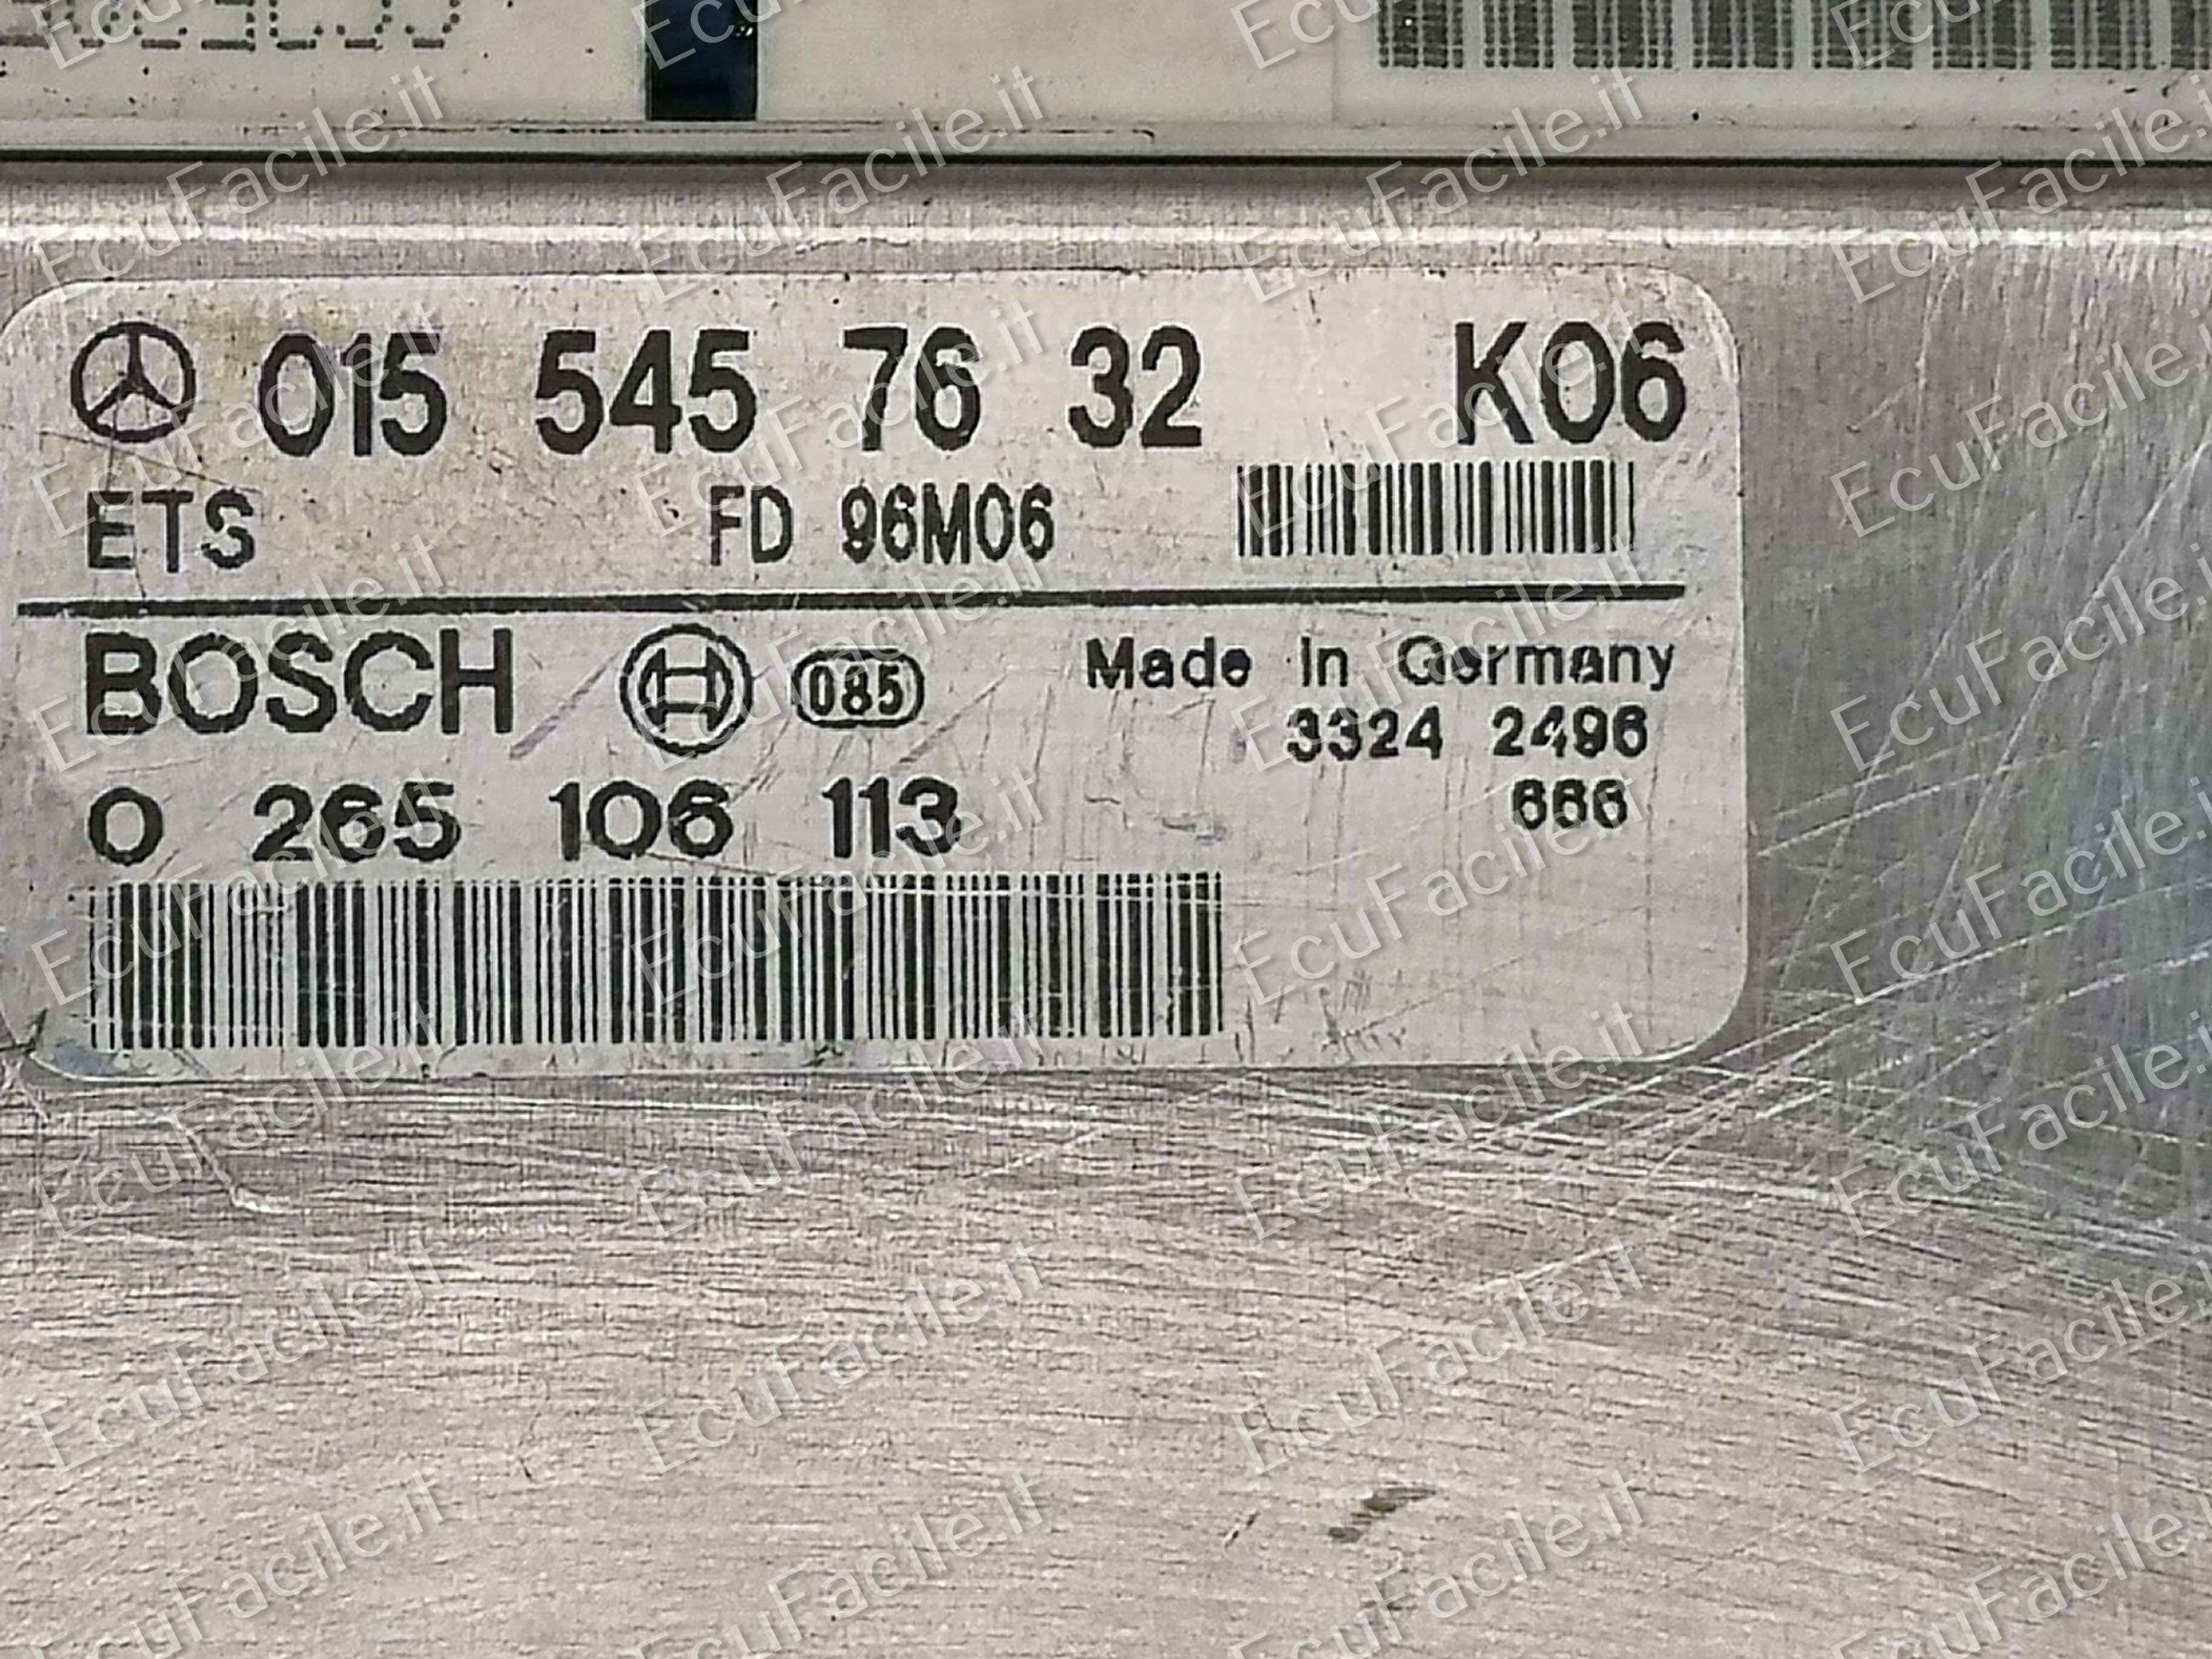 015 545 76 32 K06
ETS FD 96M06
BOSCH 085 Made in Germany
3324 2496
666
0 265 106 113
EcuFacile.it